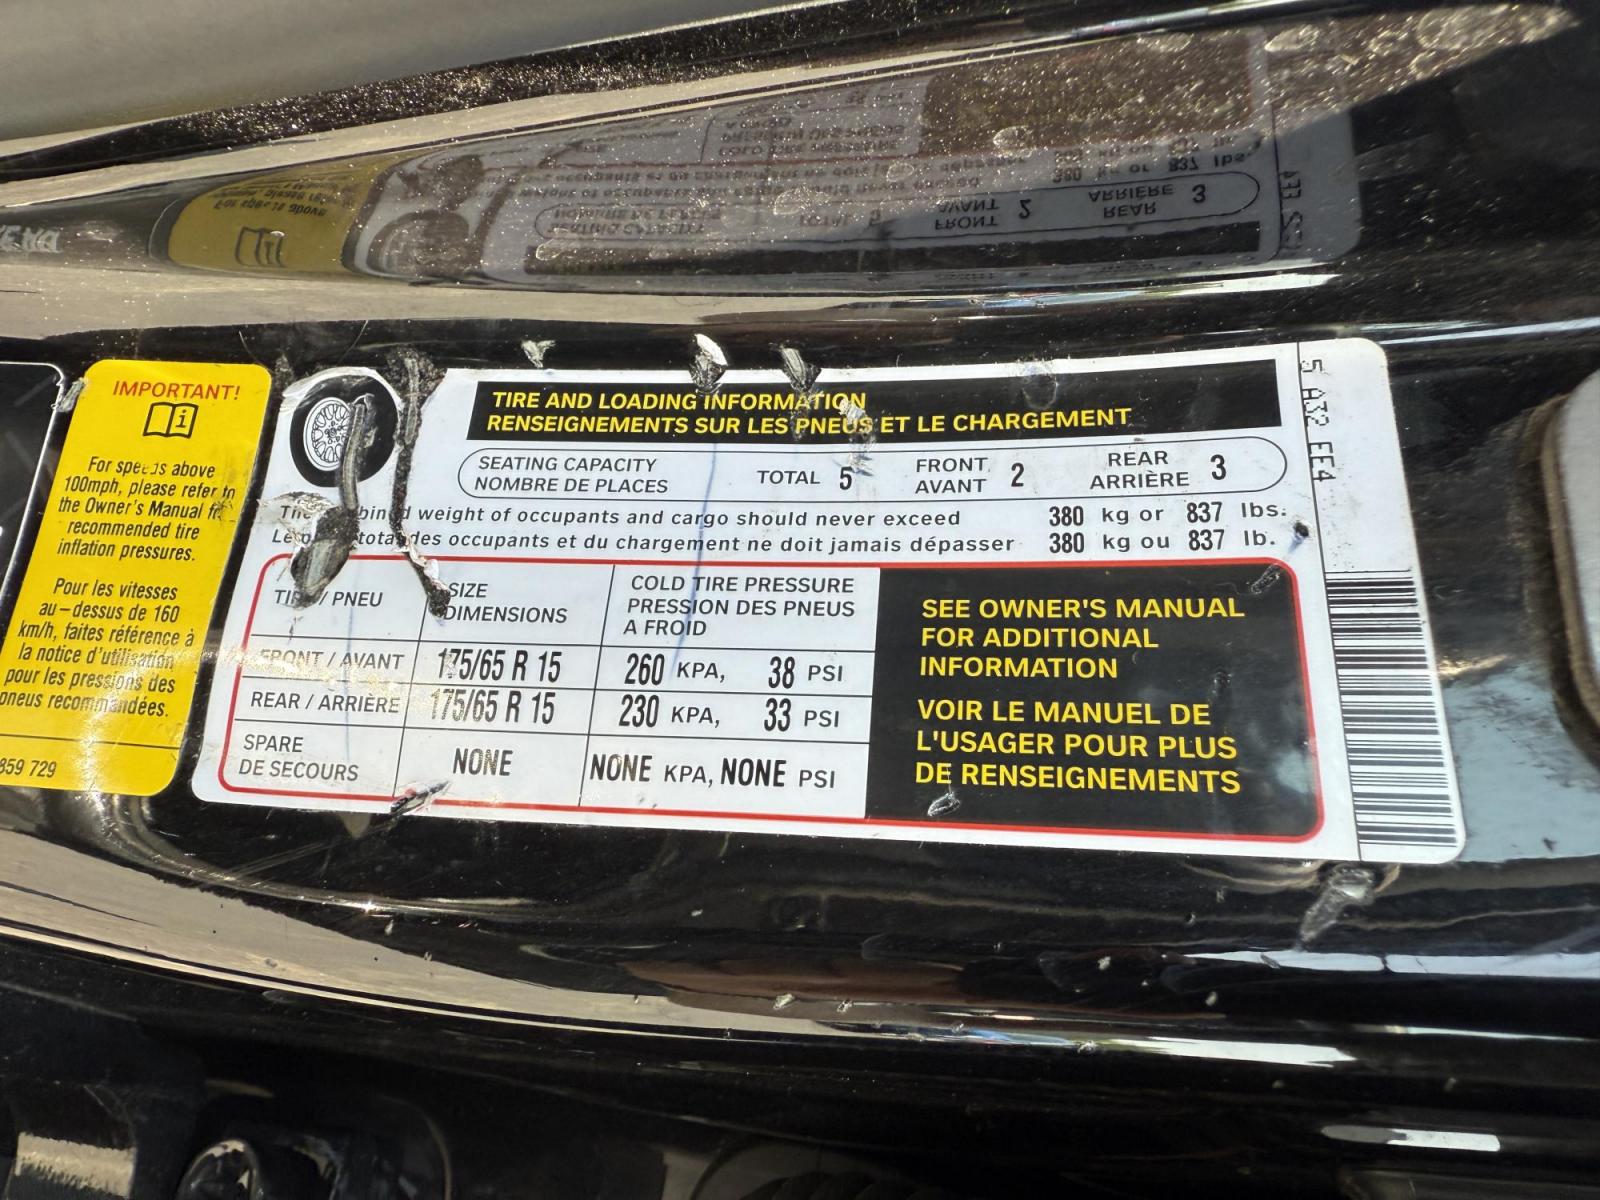 IMPORTANT!
For speeds above
100mph, please refer to
the Owner's Manual for
recommended tire
inflation pressures.
Pour les vitesses
au-dessus de 160
km/h, faites référence à
la notice d'utilisation
pour les pressions des
pneus recommandées.
859 729
TIRE AND LOADING INFORMATION
RENSEIGNEMENTS SUR LES PNEUS ET LE CHARGEMENT
SEATING CAPACITY
NOMBRE DE PLACES
TOTAL 5
FRONT
AVANT 2
REAR
ARRIÈRE 3
The combined weight of occupants and cargo should never exceed 380 kg or 837 lbs.
Le total des occupants et du chargement ne doit jamais dépasser 380 kg ou 837 lb.
TIRE / PNEU
SIZE
DIMENSIONS
COLD TIRE PRESSURE
PRESSION DES PNEUS
A FROID
FRONT / AVANT 175/65 R 15 260 KPA, 38 PSI
REAR / ARRIÈRE 175/65 R 15 230 KPA, 33 PSI
SPARE
DE SECOURS
NONE NONE KPA, NONE PSI
SEE OWNER'S MANUAL
FOR ADDITIONAL
INFORMATION
VOIR LE MANUEL DE
L'USAGER POUR PLUS
DE RENSEIGNEMENTS
5 A32 EE4